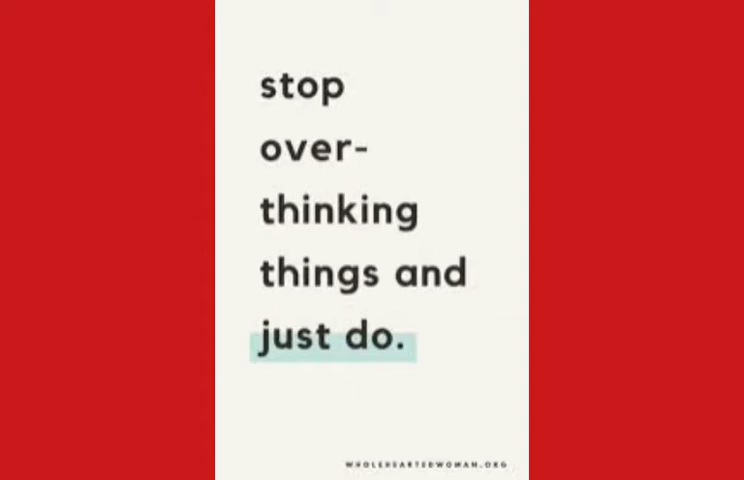 stop
over-
thinking
things and
just do.
WHOLEHEARTEDWOMAN.ORG